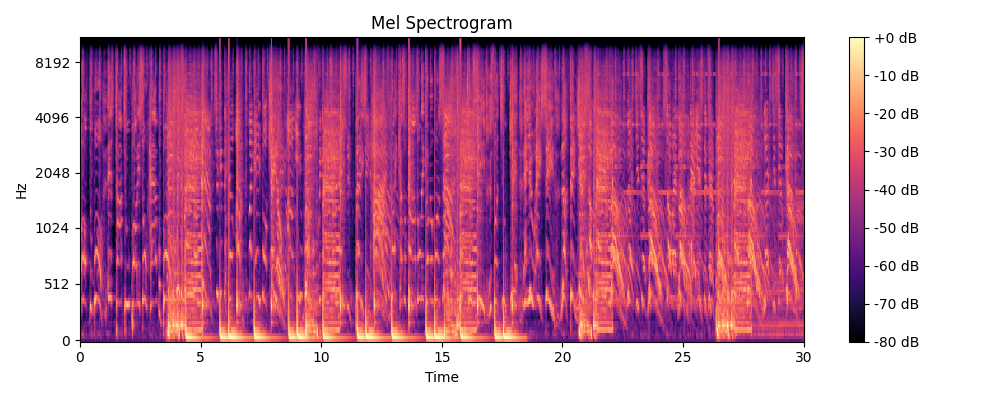 Mel Spectrogram
Hz
8192
4096
2048
1024
512
0
0 5 10 15 20 25 30
Time
+0 dB
-10 dB
-20 dB
-30 dB
-40 dB
-50 dB
-60 dB
-70 dB
-80 dB